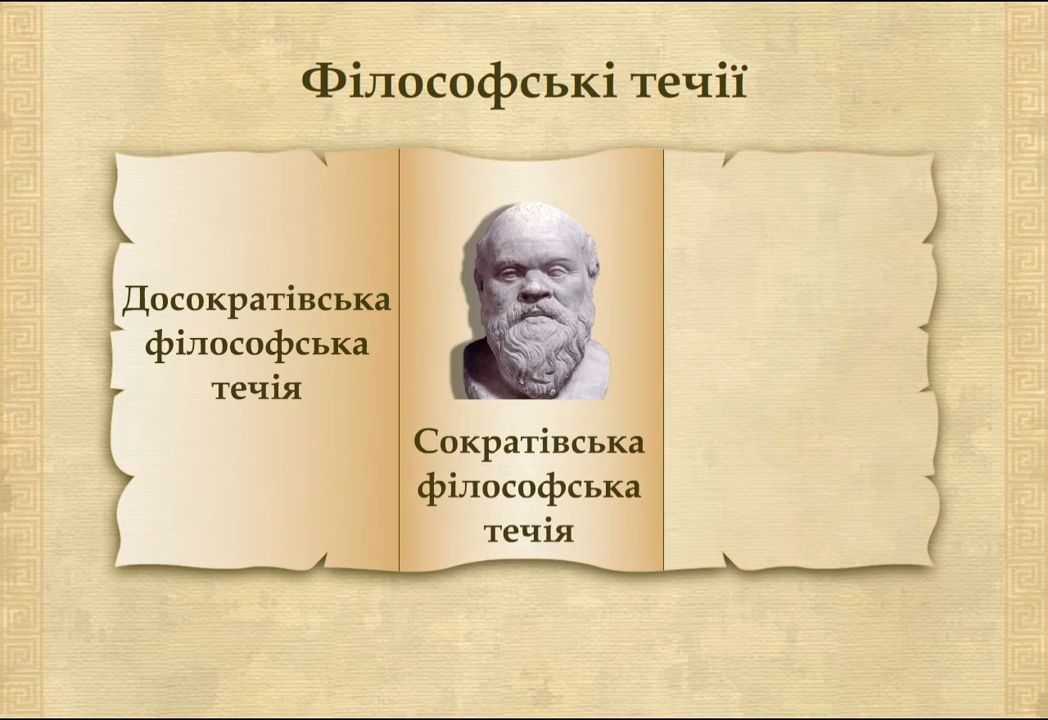 Філософські течії
Досократівська
філософська
течія
Сократівська
філософська
течія